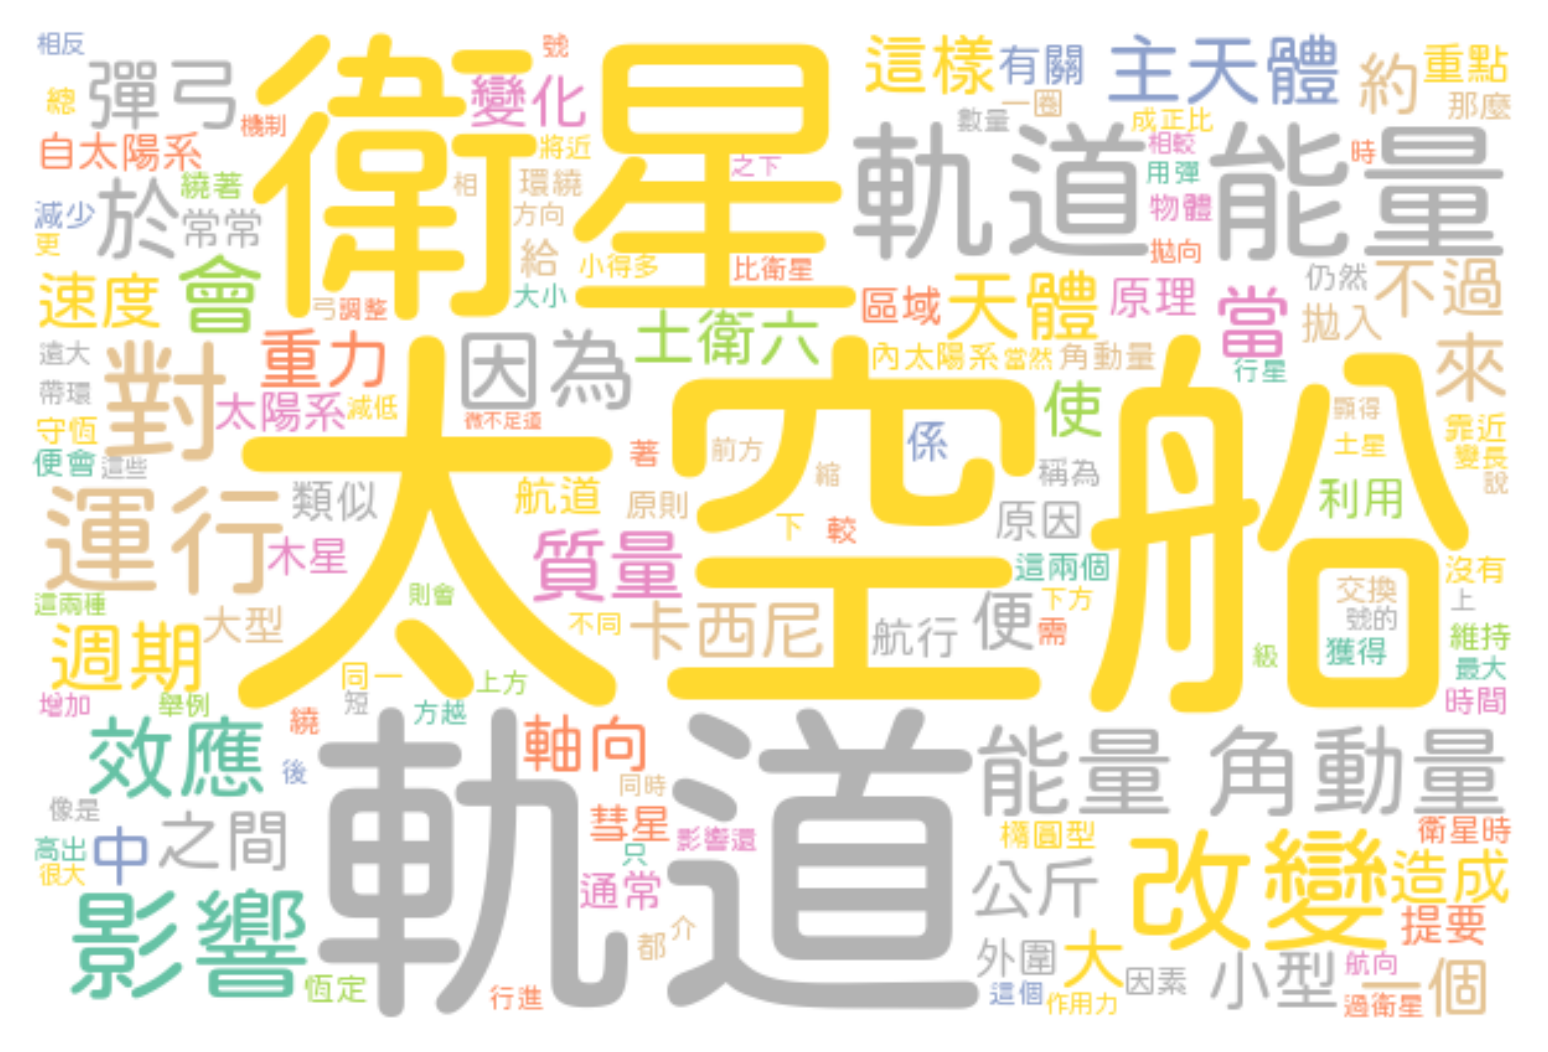 相反
彈弓
總
機制
自太陽系
衛星
號
變化
將近
之下
這樣
有關
一圈
數量
主天體
成正比
約
重點
那麼
於
繞著
減少
常常
更
相
環繞
方向
給
小得多
比衛星
大小
弓
調整
軌道能量
相較
用彈
物體
拋向
時
速度
會
區域
天體
原理
當
仍然
拋入
不過
來
遠大
帶環
守恆
便會
這些
對
重力
太陽系
減低
因為
微不足道
土衛六
內太陽系
當然
角動量
行星
使
太空船
著
前方
係
縮
稱為
顯得
土星
靠近
變長
說
利用
運行
類似
木星
航道
原則
下
較
原因
質量
這兩個
沒有
交換
號的
上
這兩種
大型
則會
不同
卡西尼
航行
便
下方
需
級
獲得
維持
最大
時間
週期
同一
上方
短
方越
增加
舉例
繞
效應
後
軌道
軸向
同時
能量
角動量
像是
之間
中
高出
很大
彗星
只
影響還
橢圓型
衛星時
通常
公斤
改變
造成
影響
恆定
都
介
外圍
大
因素
這個
作用力
小型
提要
航向
一個
過衛星
行進